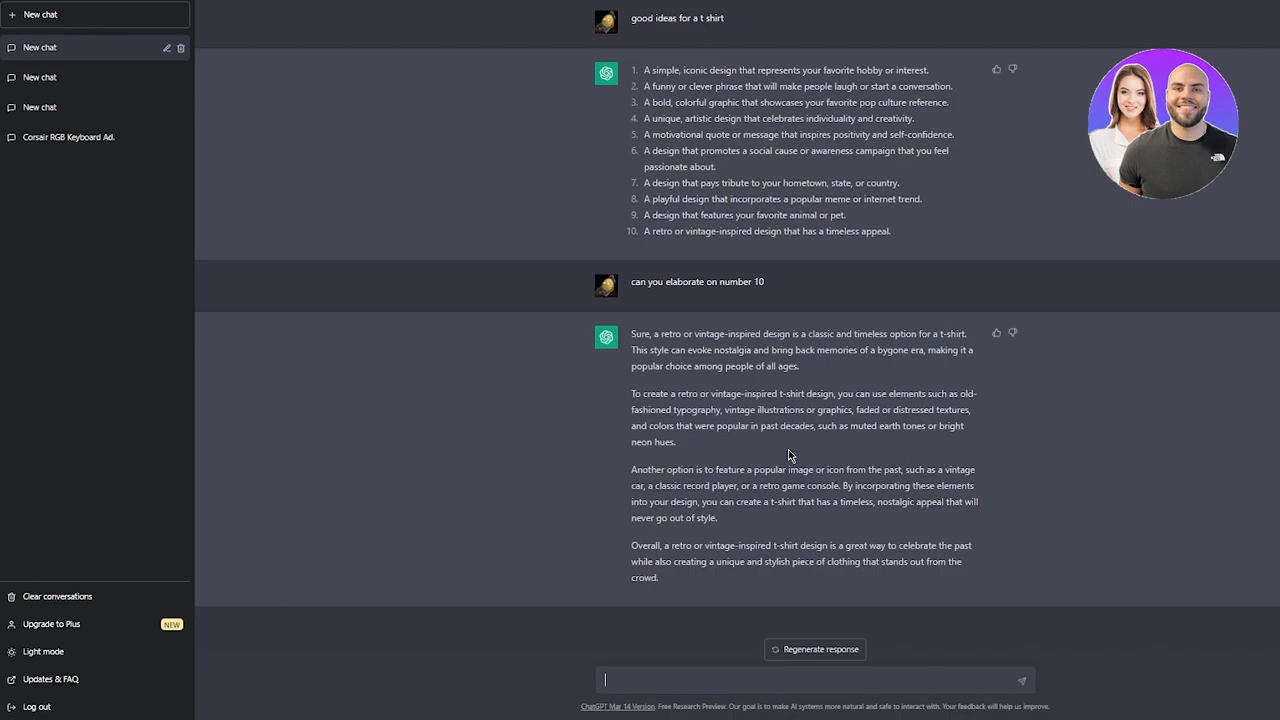 New chat
New chat
New chat
New chat
Corsair RGB Keyboard Ad.
Clear conversations
Upgrade to Plus
NEW
Light mode
Updates & FAQ
Log out
good ideas for a t shirt
1. A simple, iconic design that represents your favorite hobby or interest.
2. A funny or clever phrase that will make people laugh or start a conversation.
3. A bold, colorful graphic that showcases your favorite pop culture reference.
4. A unique, artistic design that celebrates individuality and creativity.
5. A motivational quote or message that inspires positivity and self-confidence.
6. A design that promotes a social cause or awareness campaign that you feel
passionate about.
7. A design that pays tribute to your hometown, state, or country.
8. A playful design that incorporates a popular meme or internet trend.
9. A design that features your favorite animal or pet.
10. A retro or vintage-inspired design that has a timeless appeal.
can you elaborate on number 10
Sure, a retro or vintage-inspired design is a classic and timeless option for a t-shirt.
This style can evoke nostalgia and bring back memories of a bygone era, making it a
popular choice among people of all ages.
To create a retro or vintage-inspired t-shirt design, you can use elements such as old-
fashioned typography, vintage illustrations or graphics, faded or distressed textures,
and colors that were popular in past decades, such as muted earth tones or bright
neon hues.
Another option is to feature a popular image or icon from the past, such as a vintage
car, a classic record player, or a retro game console. By incorporating these elements
into your design, you can create a t-shirt that has a timeless, nostalgic appeal that will
never go out of style.
Overall, a retro or vintage-inspired t-shirt design is a great way to celebrate the past
while also creating a unique and stylish piece of clothing that stands out from the
crowd.
Regenerate response
ChatGPT Mar 14 Version. Free Research Preview. Our goal is to make AI systems more natural and safe to interact with. Your feedback will help us improve.